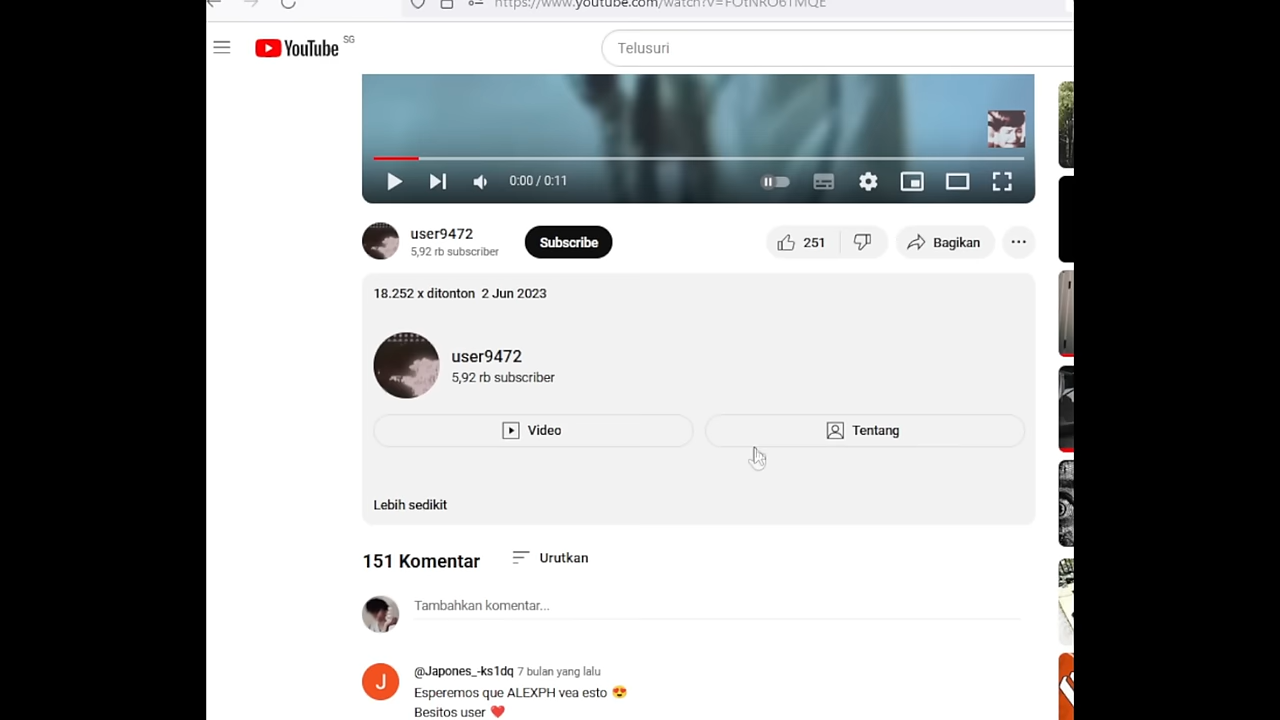 https://www.youtube.com/watch?v=FOtNRO61MQE
YouTube SG
Telusuri
0:00 / 0:11
user9472
5,92 rb subscriber
Subscribe
251
Bagikan
18.252 x ditonton 2 Jun 2023
user9472
5,92 rb subscriber
Video
Tentang
Lebih sedikit
151 Komentar
Urutkan
Tambahkan komentar...
J
@Japones_-ks1dq 7 bulan yang lalu
Esperemos que ALEXPH vea esto 😍
Besitos user ❤️